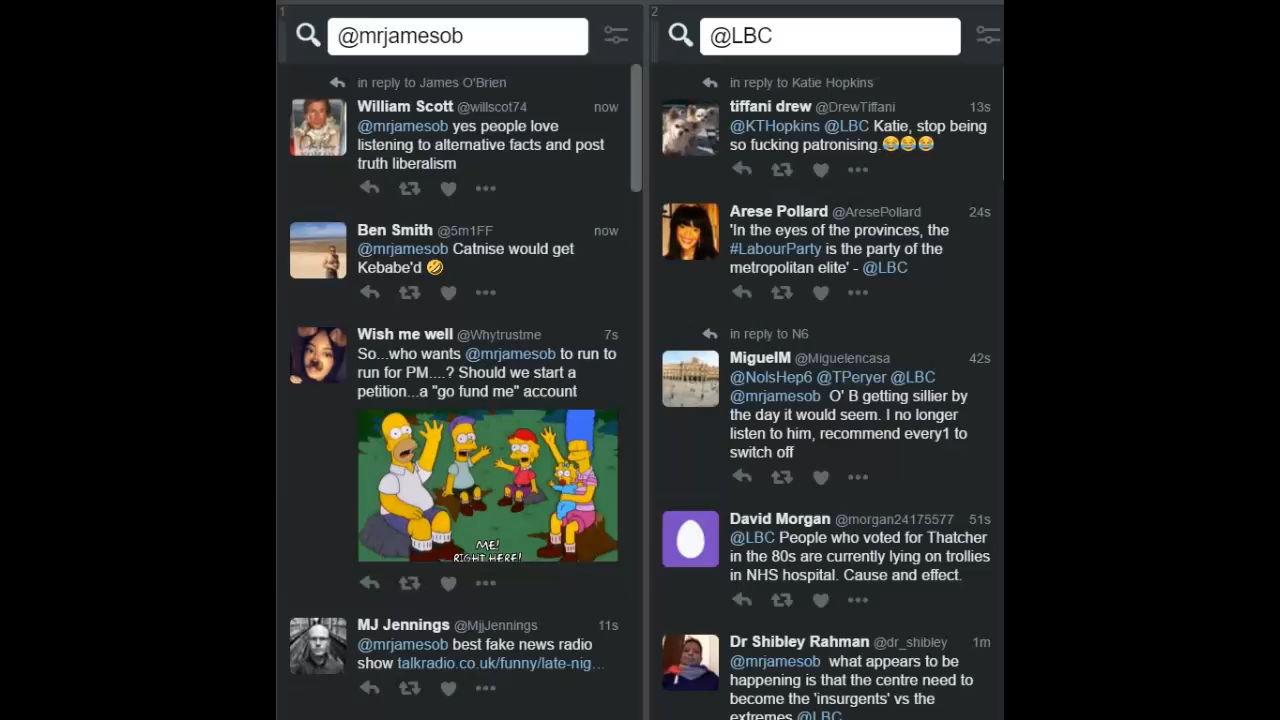 1
@mrjamesob
in reply to James O'Brien
William Scott @willscot74 now
@mrjamesob yes people love
listening to alternative facts and post
truth liberalism
Ben Smith @5m1FF now
@mrjamesob Catnise would get
Kebabe'd 🤣
Wish me well @Whytrustme 7s
So...who wants @mrjamesob to run to
run for PM....? Should we start a
petition...a "go fund me" account
ME!
RIGHT HERE!
MJ Jennings @MjjJennings 11s
@mrjamesob best fake news radio
show talkradio.co.uk/funny/late-nig...
2
@LBC
in reply to Katie Hopkins
tiffani drew @DrewTiffani 13s
@KTHopkins @LBC Katie, stop being
so fucking patronising.😂😂😂
Arese Pollard @AresePollard 24s
'In the eyes of the provinces, the
#LabourParty is the party of the
metropolitan elite' - @LBC
in reply to N6
MiguelM @Miguelencasa 42s
@NolsHep6 @TPeryer @LBC
@mrjamesob O' B getting sillier by
the day it would seem. I no longer
listen to him, recommend every1 to
switch off
David Morgan @morgan24175577 51s
@LBC People who voted for Thatcher
in the 80s are currently lying on trollies
in NHS hospital. Cause and effect.
Dr Shibley Rahman @dr_shibley 1m
@mrjamesob what appears to be
happening is that the centre need to
become the 'insurgents' vs the
extremes @LBC